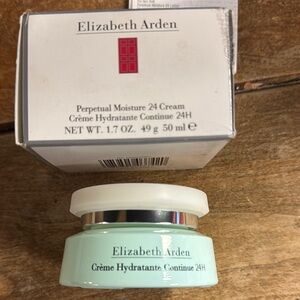 Elizabeth Arden
Perpetual Moisture 24 Cream
Crème Hydratante Continue 24H
NET WT. 1.7 OZ. 49 g 50 ml ℮
Elizabeth Arden
Crème Hydratante Continue 24H